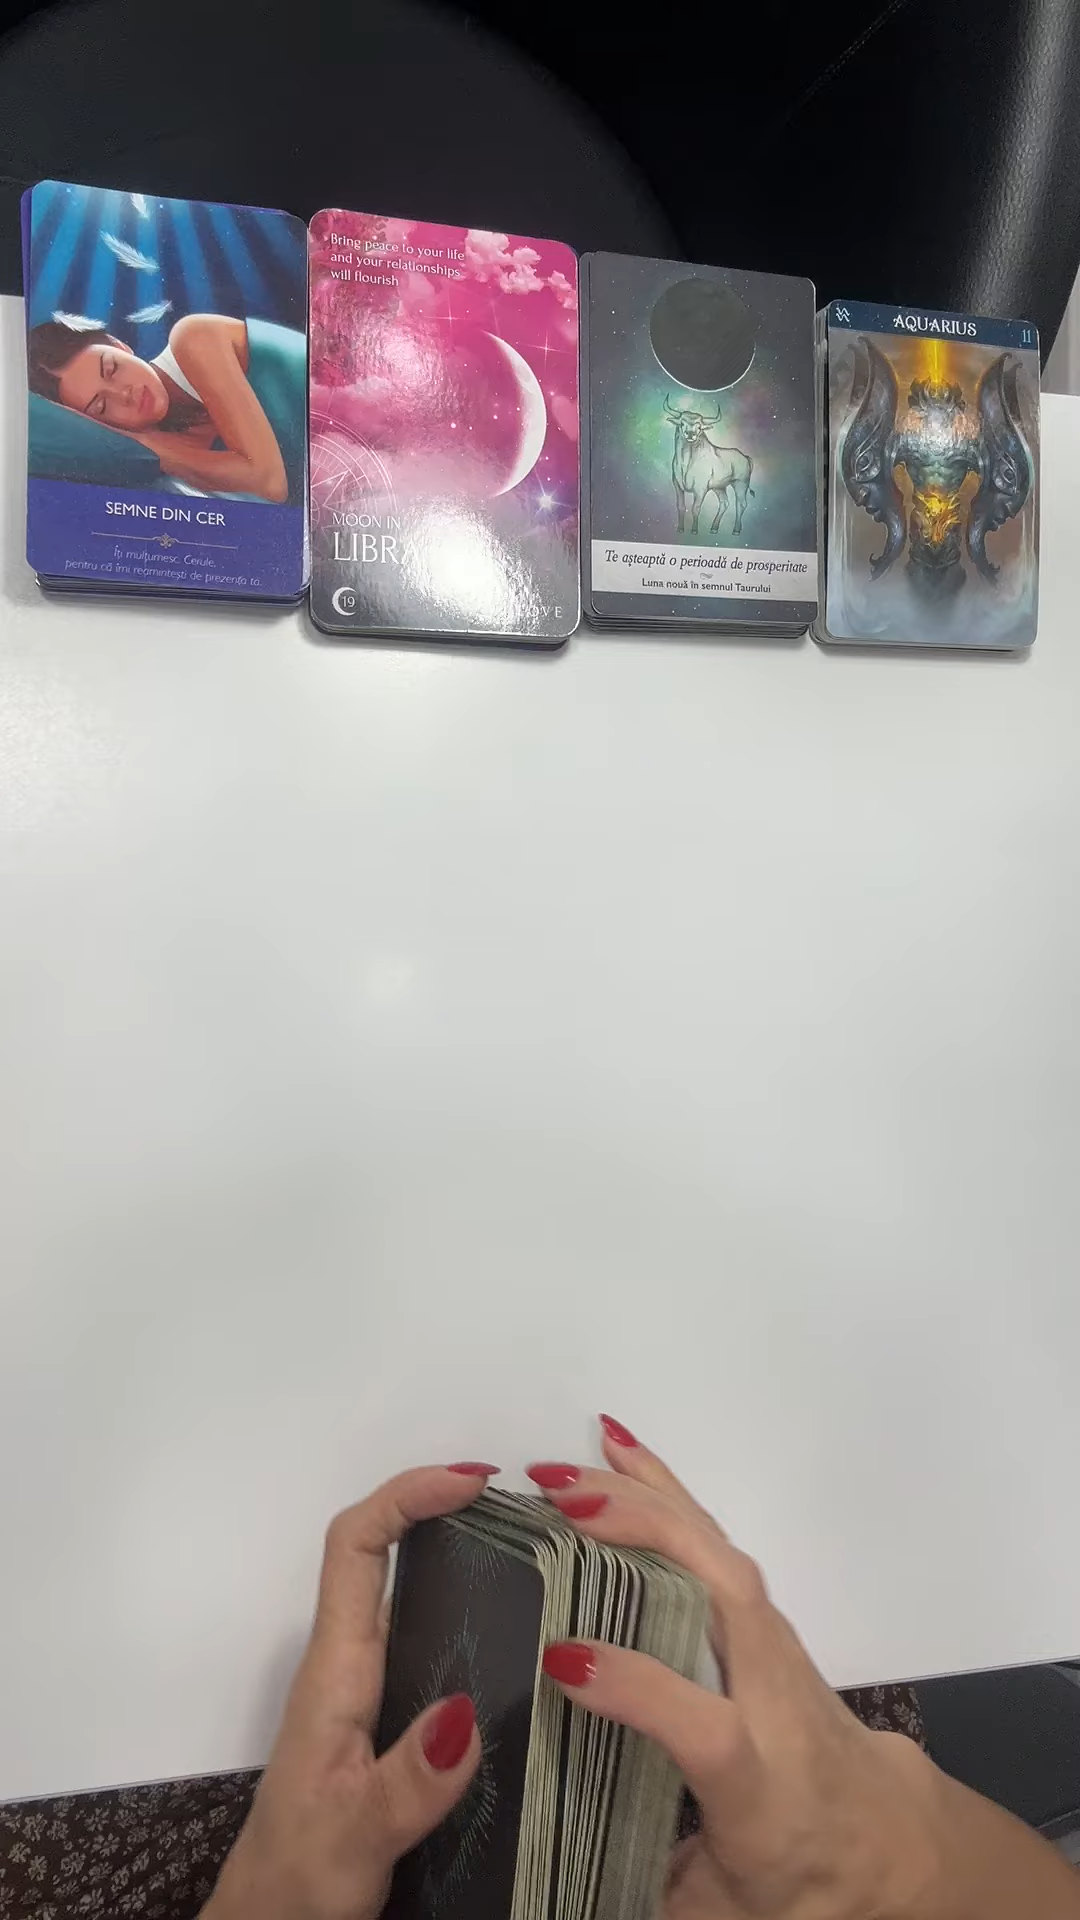 SEMNE DIN CER
Îți mulțumesc, Cerule,
pentru că îmi reamintești de prezența ta.
Bring peace to your life
and your relationships
will flourish
MOON IN
LIBRA
19
Te așteaptă o perioadă de prosperitate
Luna nouă în semnul Taurului
AQUARIUS
11